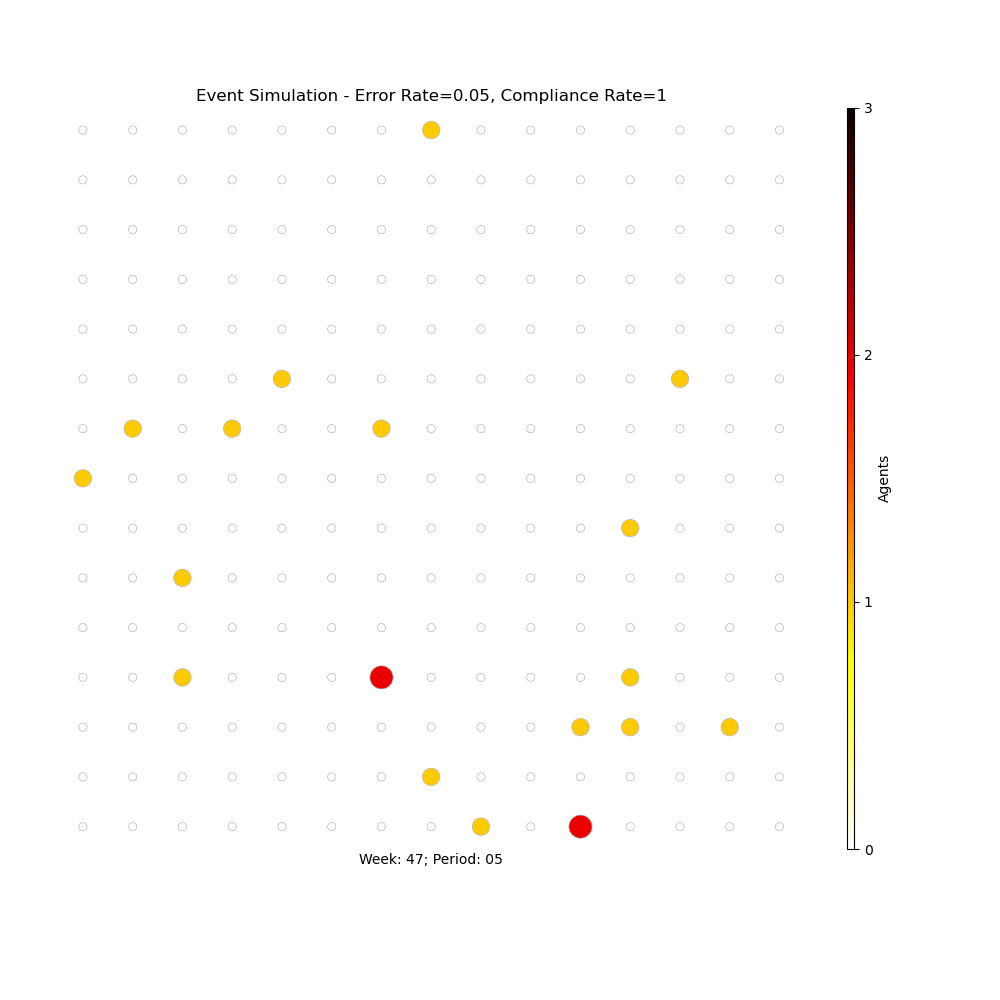 Event Simulation - Error Rate=0.05, Compliance Rate=1
3
2
Agents
1
0
Week: 47; Period: 05